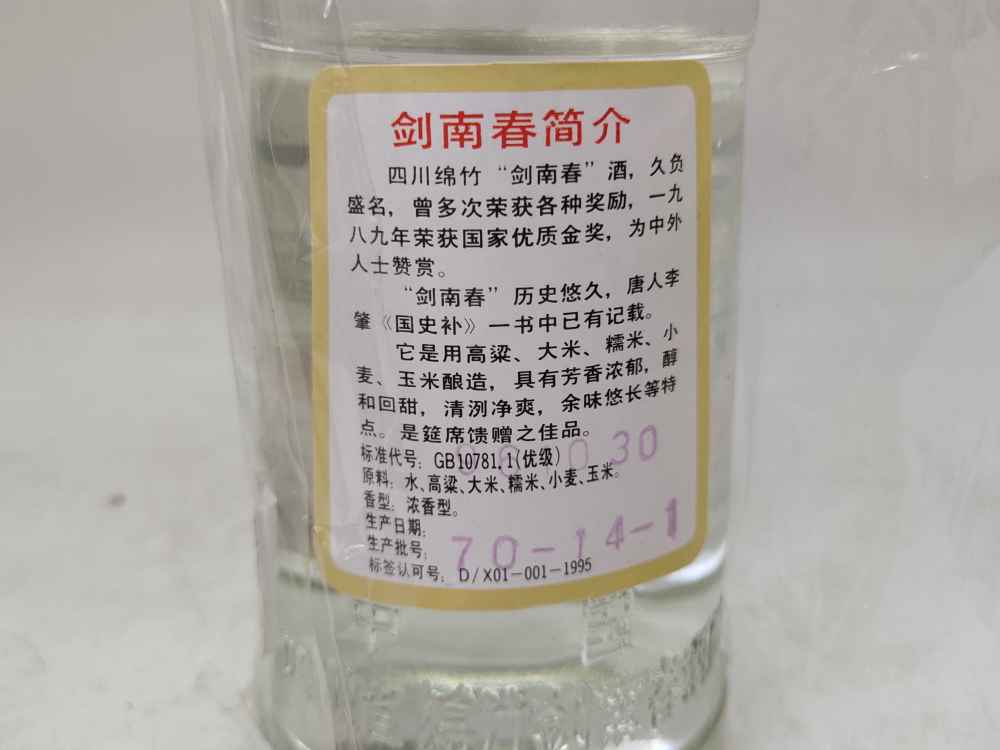 剑南春简介
四川绵竹“剑南春”酒，久负
盛名，曾多次荣获各种奖励，一九
八九年荣获国家优质金奖，为中外
人士赞赏。
“剑南春”历史悠久，唐人李
肇《国史补》一书中已有记载。
它是用高粱、大米、糯米、小
麦、玉米酿造，具有芳香浓郁，醇
和回甜，清洌净爽，余味悠长等特
点。是筵席馈赠之佳品。
标准代号：GB10781.1(优级)
原料：水、高粱、大米、糯米、小麦、玉米。
香型：浓香型。
生产日期：
生产批号：70-14-1
标签认可号：D/X01-001-1995